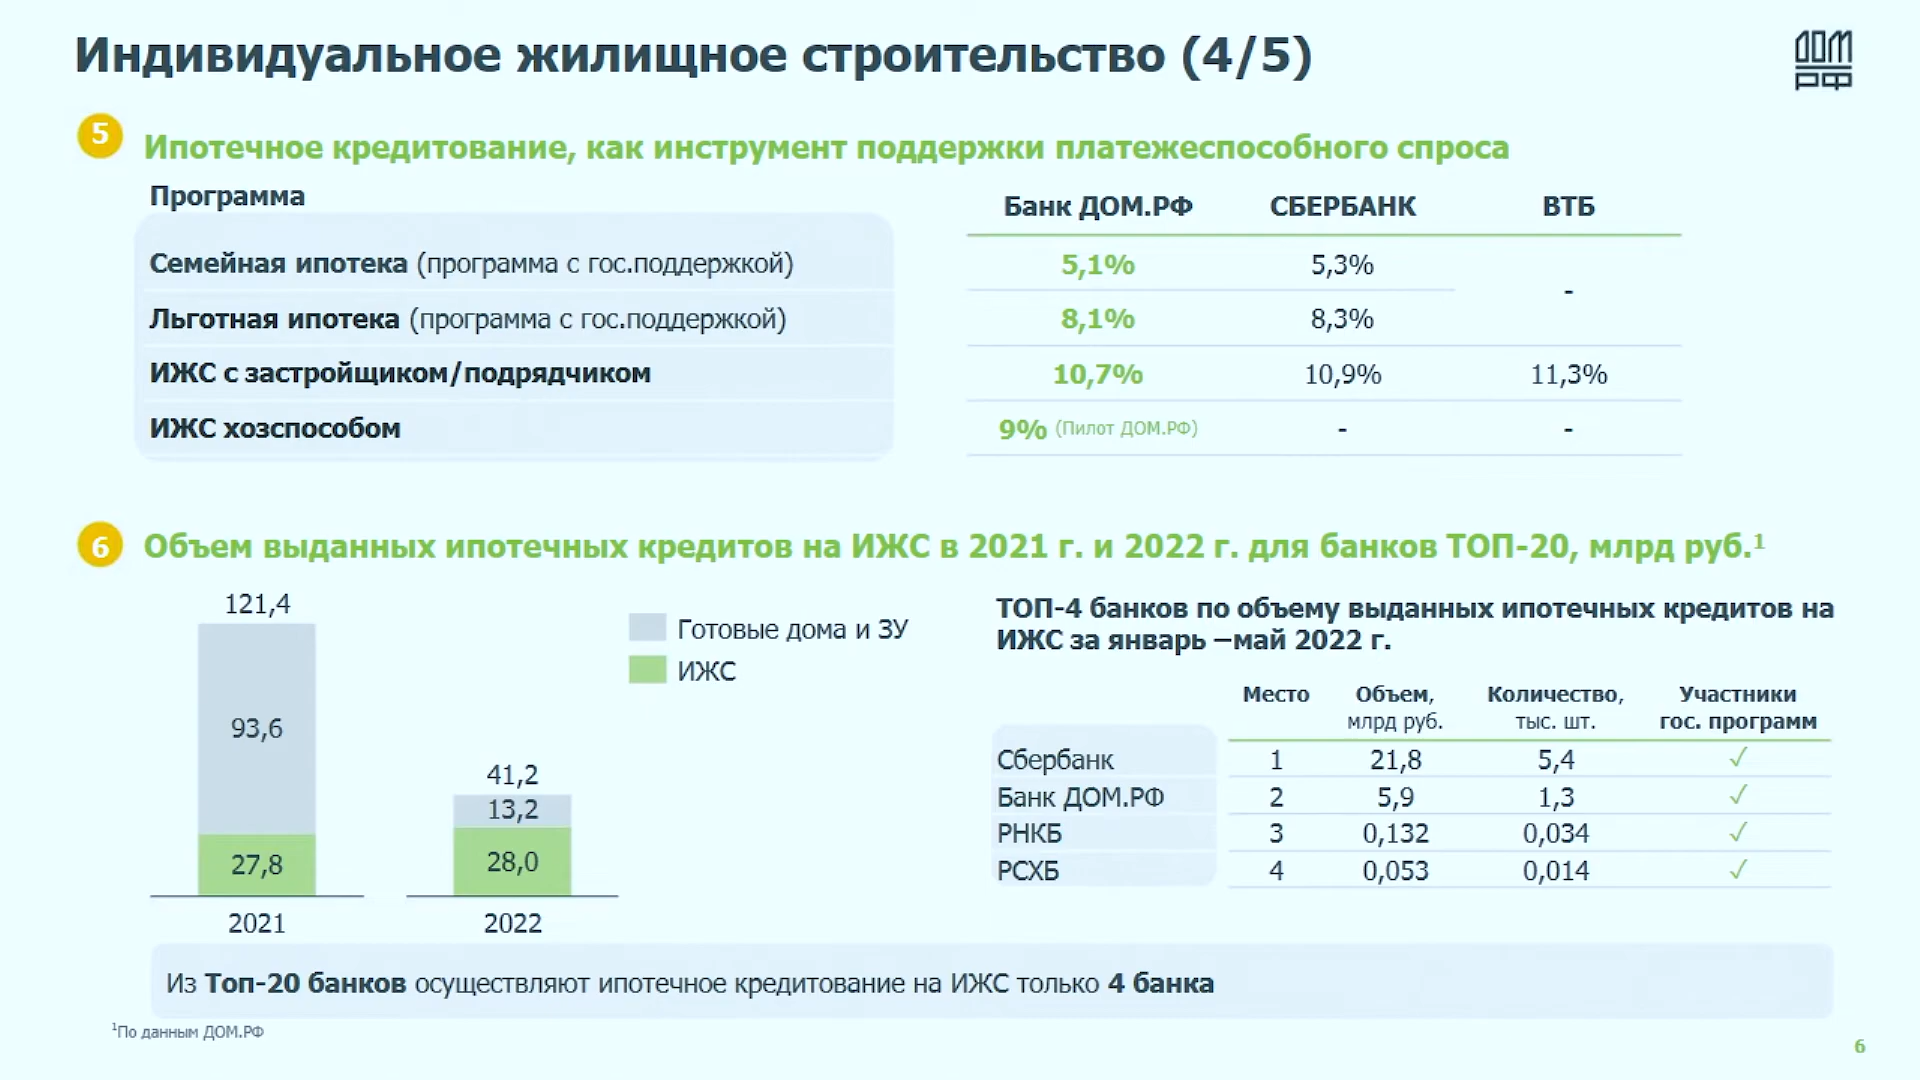 Индивидуальное жилищное строительство (4/5)
ДОМ
РФ
5
Ипотечное кредитование, как инструмент поддержки платежеспособного спроса
Программа
Банк ДОМ.РФ СБЕРБАНК ВТБ
Семейная ипотека (программа с гос.поддержкой) 5,1% 5,3%
-
Льготная ипотека (программа с гос.поддержкой) 8,1% 8,3%
ИЖС с застройщиком/подрядчиком 10,7% 10,9% 11,3%
ИЖС хозспособом 9% (Пилот ДОМ.РФ) - -
6
Объем выданных ипотечных кредитов на ИЖС в 2021 г. и 2022 г. для банков ТОП-20, млрд руб.¹
121,4
93,6
27,8
2021
41,2
13,2
28,0
2022
Готовые дома и ЗУ
ИЖС
ТОП-4 банков по объему выданных ипотечных кредитов на
ИЖС за январь –май 2022 г.
Место Объем, Количество, Участники
млрд руб. тыс. шт. гос. программ
Сбербанк 1 21,8 5,4 ✓
Банк ДОМ.РФ 2 5,9 1,3 ✓
РНКБ 3 0,132 0,034 ✓
РСХБ 4 0,053 0,014 ✓
Из Топ-20 банков осуществляют ипотечное кредитование на ИЖС только 4 банка
¹По данным ДОМ.РФ
6